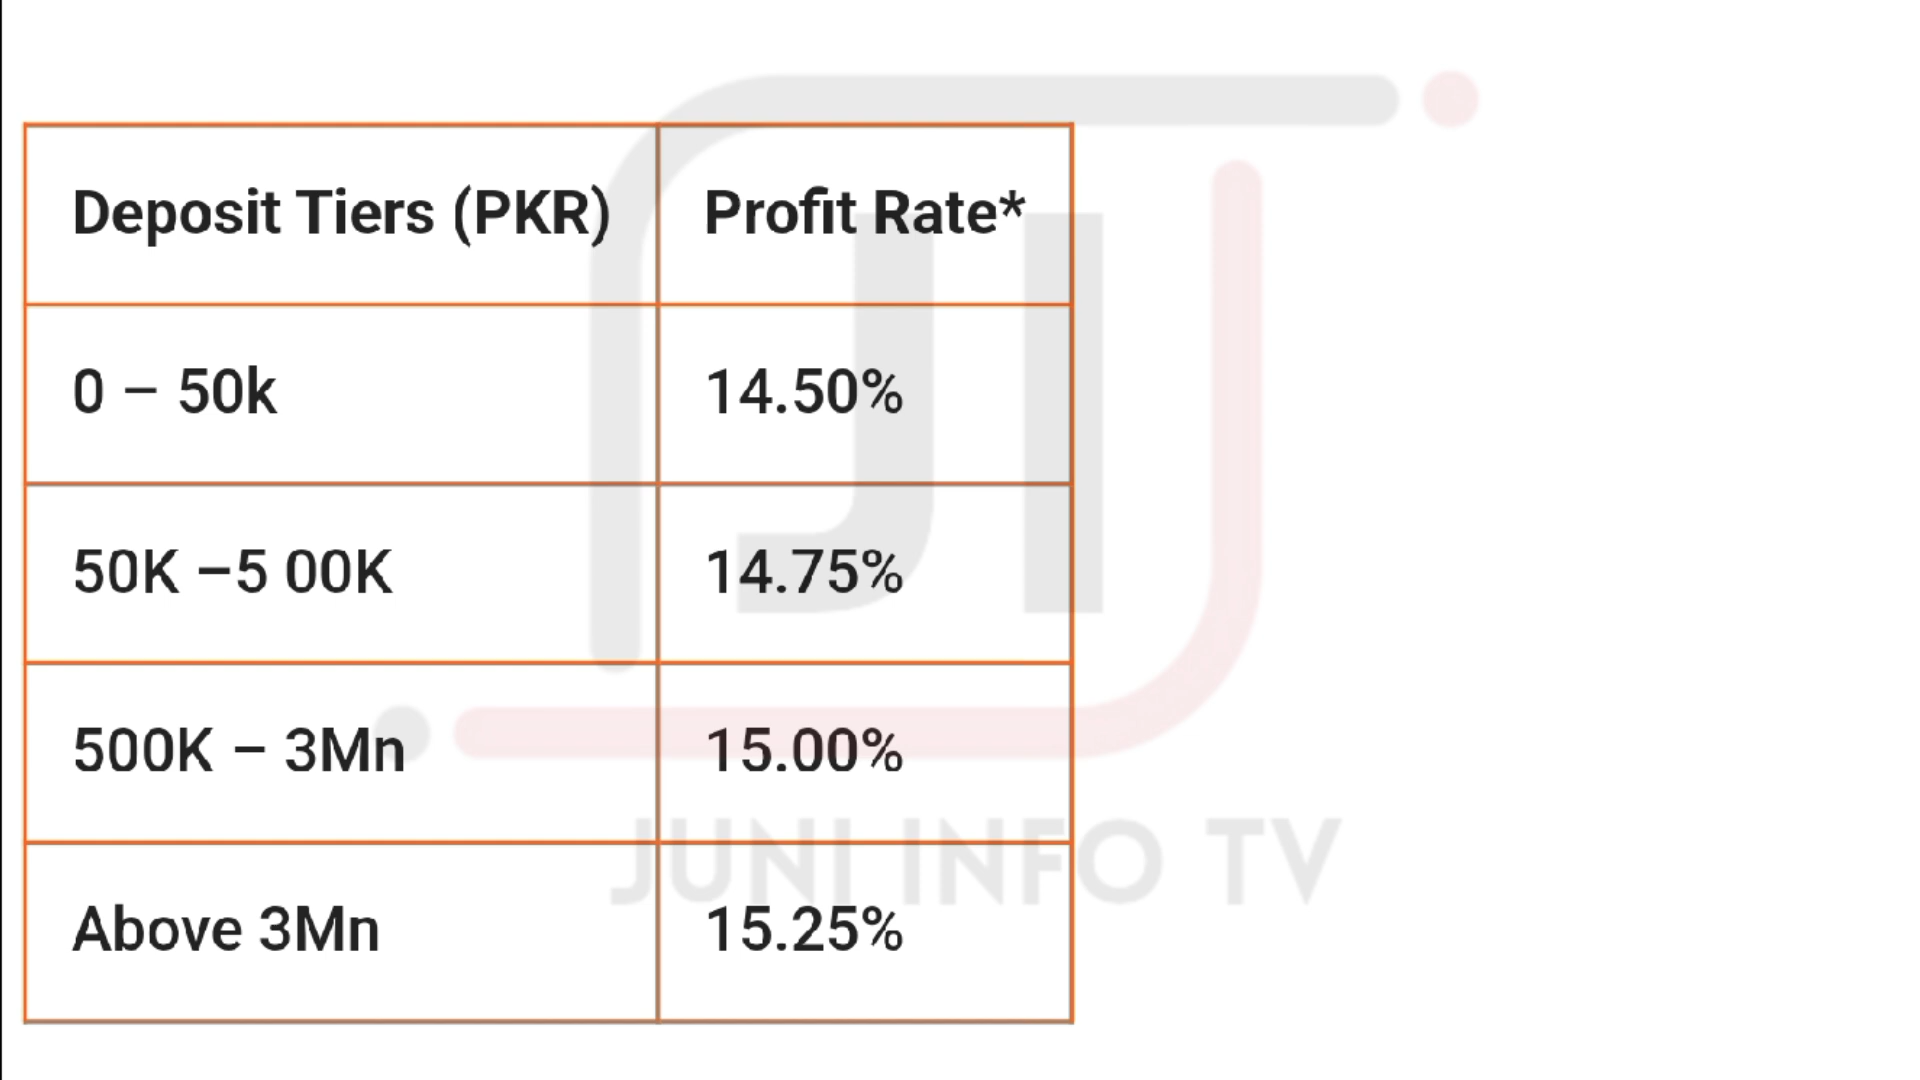 Deposit Tiers (PKR) Profit Rate*
0 – 50k 14.50%
50K –5 00K 14.75%
500K – 3Mn 15.00%
Above 3Mn 15.25%
JI
JUNI INFO TV